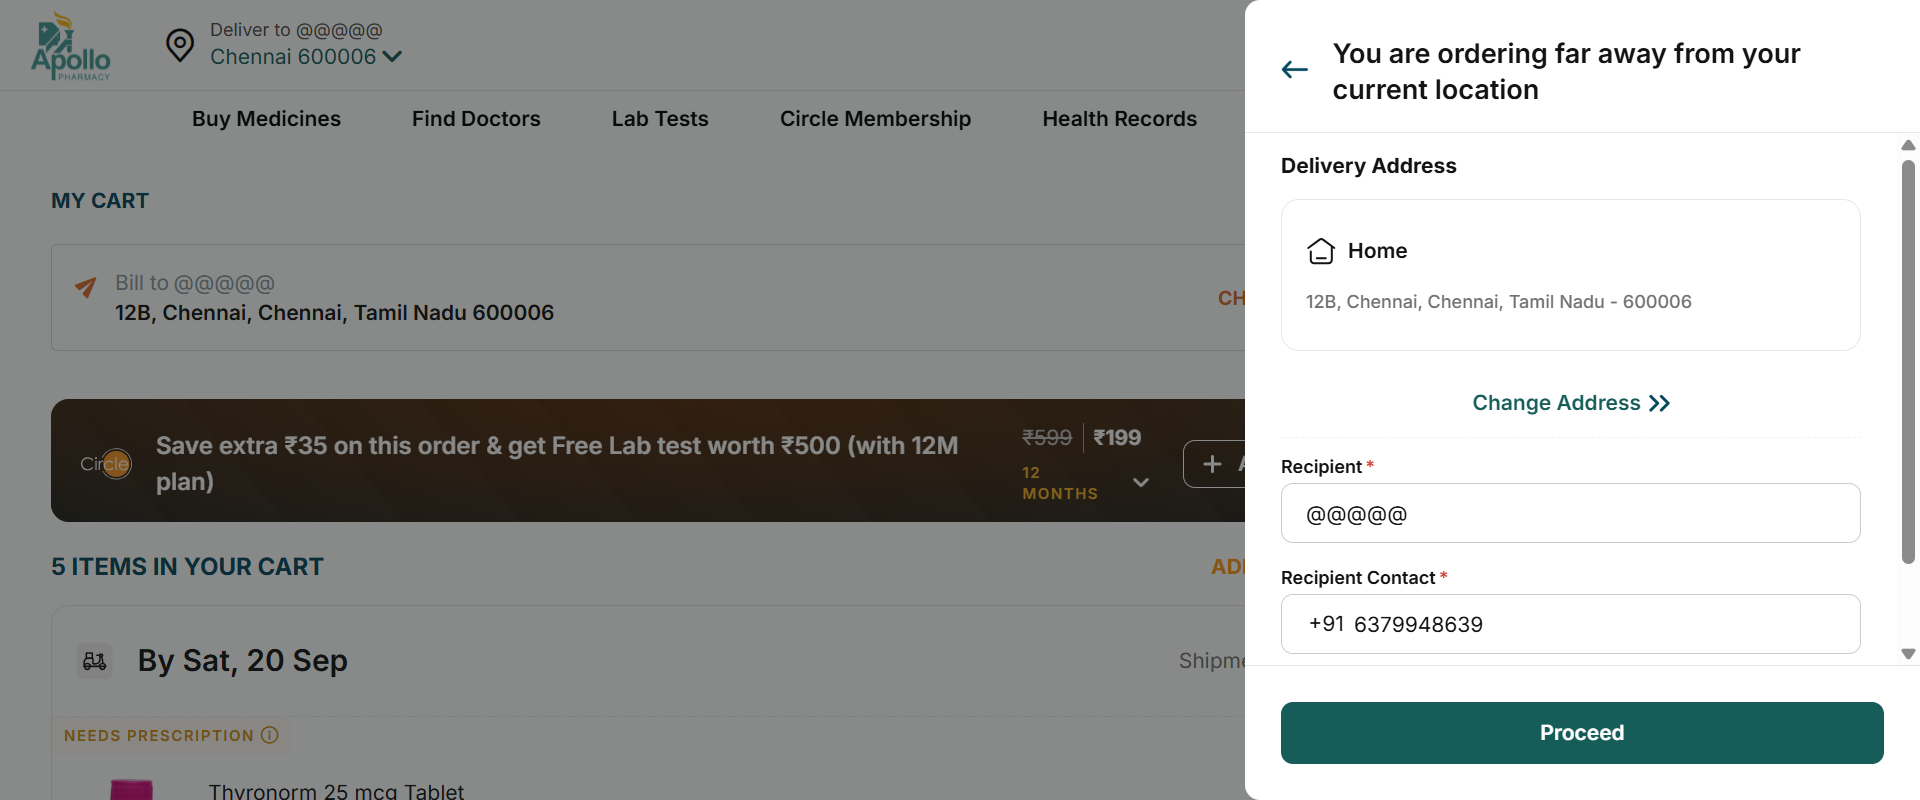 Apollo
PHARMACY
Deliver to @@@@@
Chennai 600006
Buy Medicines
Find Doctors
Lab Tests
Circle Membership
Health Records
MY CART
Bill to @@@@@
12B, Chennai, Chennai, Tamil Nadu 600006
Circle
Save extra ₹35 on this order & get Free Lab test worth ₹500 (with 12M
plan)
₹599
₹199
12
MONTHS
5 ITEMS IN YOUR CART
By Sat, 20 Sep
NEEDS PRESCRIPTION
Thyronorm 25 mcg Tablet
You are ordering far away from your
current location
Delivery Address
Home
12B, Chennai, Chennai, Tamil Nadu - 600006
Change Address
Recipient *
@@@@@
Recipient Contact *
+91 6379948639
Proceed